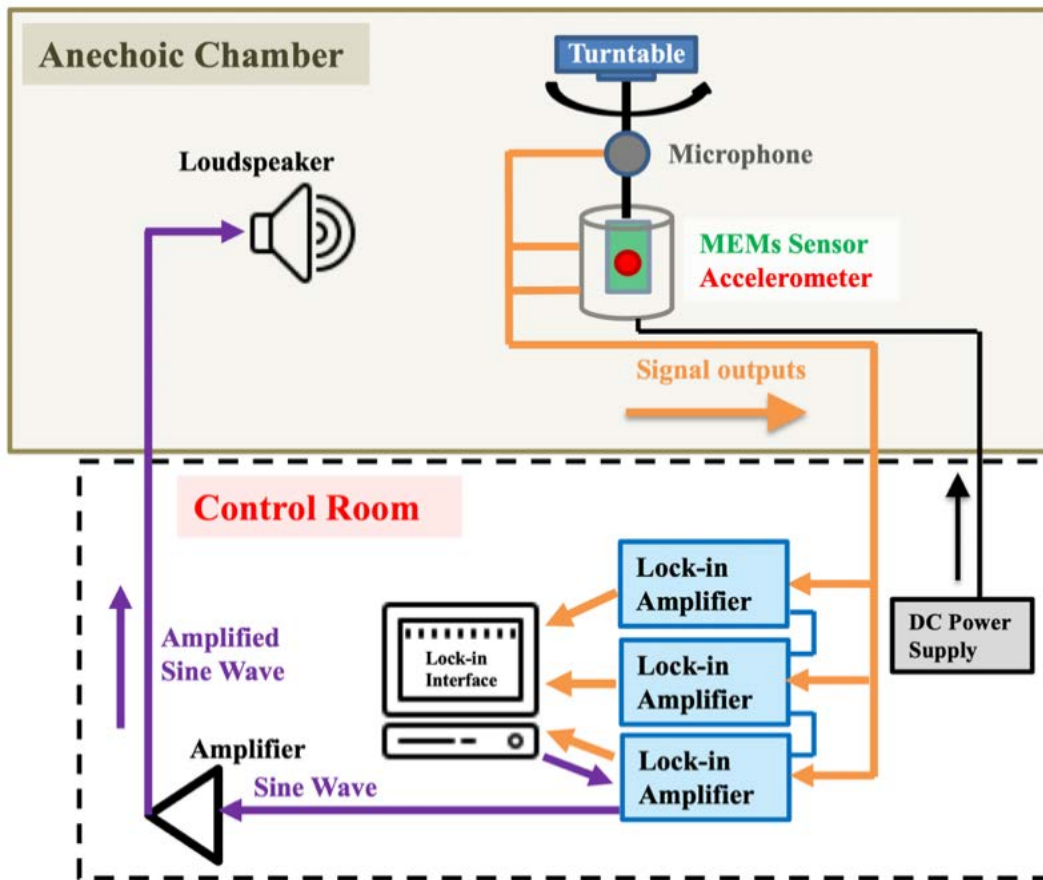 Anechoic Chamber
Turntable
Loudspeaker
Microphone
MEMs Sensor
Accelerometer
Signal outputs
Control Room
Lock-in
Amplifier
DC Power
Supply
Amplified
Sine Wave
Lock-in
Interface
Lock-in
Amplifier
Amplifier
Sine Wave
Lock-in
Amplifier